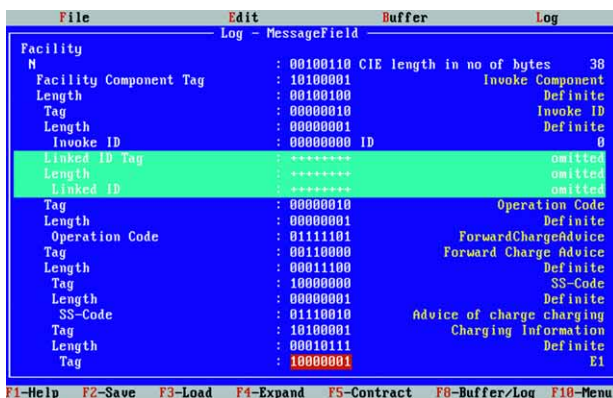 File Edit Buffer Log
Log - MessageField
Facility
N : 00100110 CIE length in no of bytes 38
Facility Component Tag : 10100001 Invoke Component
Length : 00100100 Definite
Tag : 00000010 Invoke ID
Length : 00000001 Definite
Invoke ID : 00000000 ID 0
Linked ID Tag : ++++++++ omitted
Length : ++++++++ omitted
Linked ID : ++++++++ omitted
Tag : 00000010 Operation Code
Length : 00000001 Definite
Operation Code : 01111101 ForwardChargeAdvice
Tag : 00110000 Forward Charge Advice
Length : 00011100 Definite
Tag : 10000000 SS-Code
Length : 00000001 Definite
SS-Code : 01110010 Advice of charge charging
Tag : 10100001 Charging Information
Length : 00010111 Definite
Tag : 10000001 E1
F1-Help F2-Save F3-Load F4-Expand F5-Contract F8-Buffer/Log F10-Menu